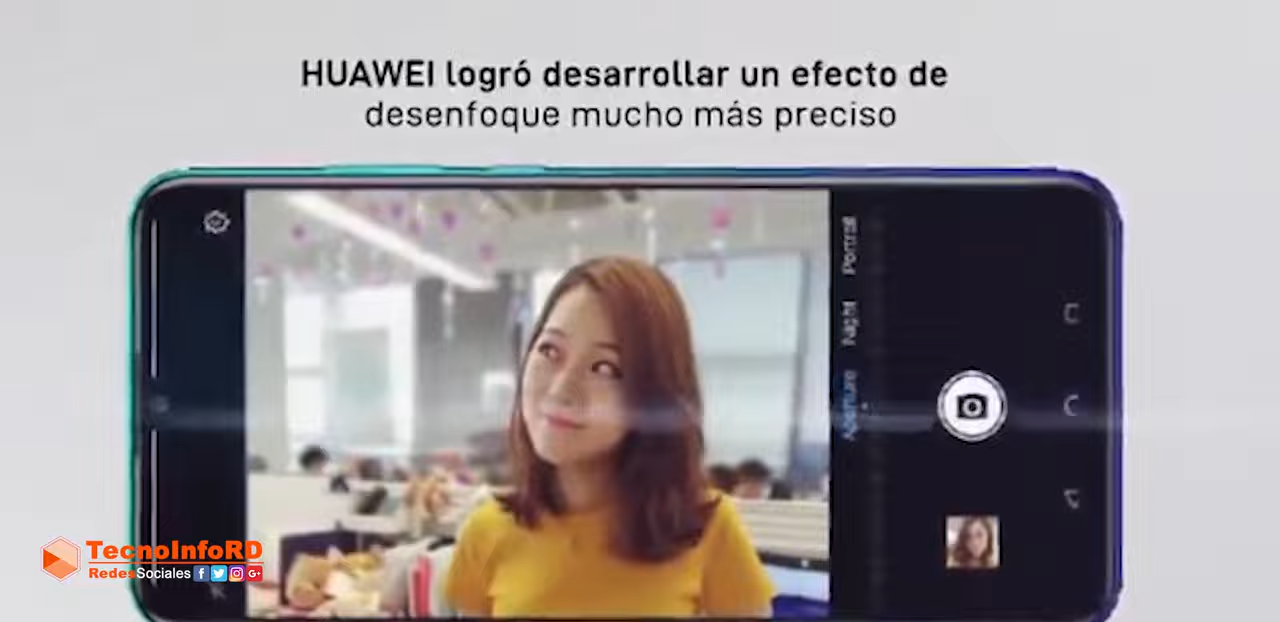 HUAWEI logró desarrollar un efecto de
desenfoque mucho más preciso
Portrait
Night
Aperture
TecnoInfoRD
RedesSociales